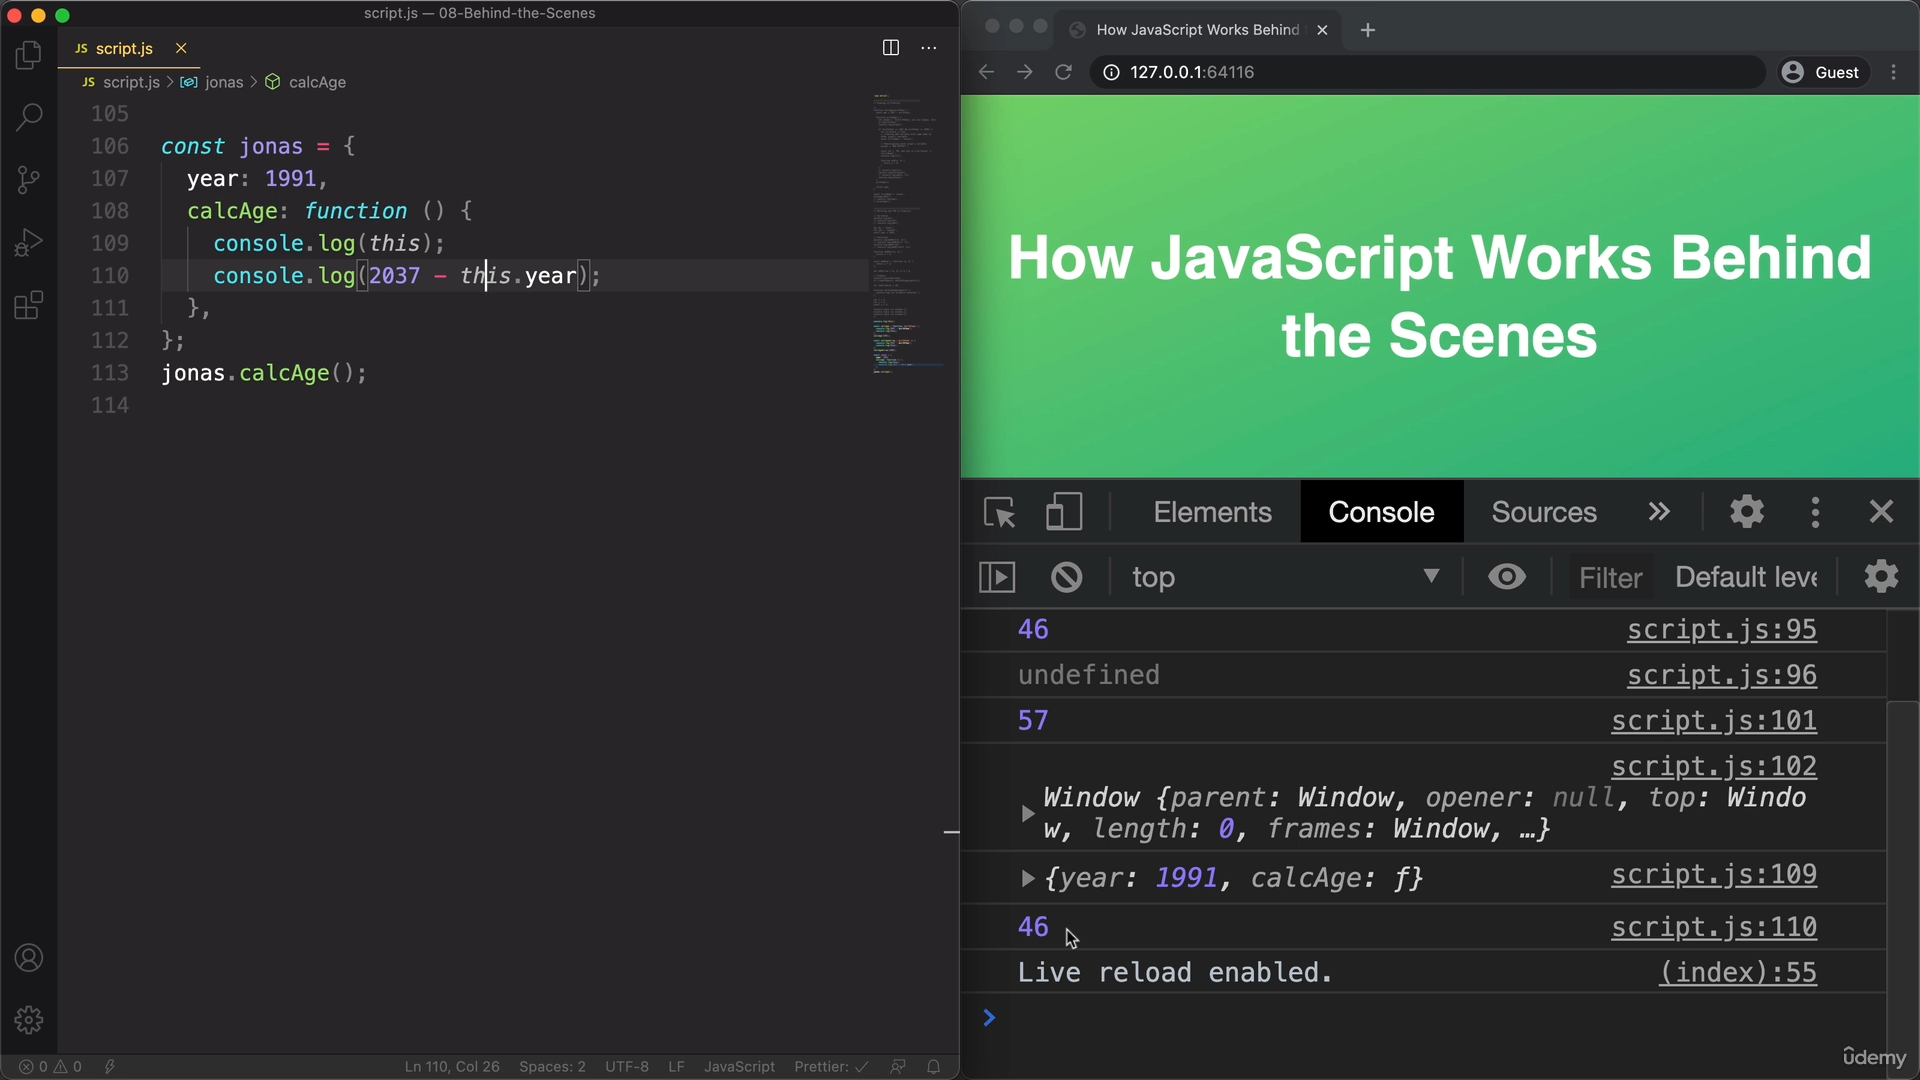 script.js — 08-Behind-the-Scenes
JS script.js
JS script.js > jonas > calcAge
105
106 const jonas = {
107 year: 1991,
108 calcAge: function () {
109 console.log(this);
110 console.log(2037 - this.year);
111 },
112 };
113 jonas.calcAge();
114
0 0
Ln 110, Col 26 Spaces: 2 UTF-8 LF JavaScript Prettier: ✓
How JavaScript Works Behind
127.0.0.1:64116
Guest
How JavaScript Works Behind
the Scenes
Elements Console Sources »
top Filter Default leve
46 script.js:95
undefined script.js:96
57 script.js:101
script.js:102
Window {parent: Window, opener: null, top: Windo
w, length: 0, frames: Window, …}
{year: 1991, calcAge: ƒ} script.js:109
46 script.js:110
Live reload enabled. (index):55
>
ûdemy